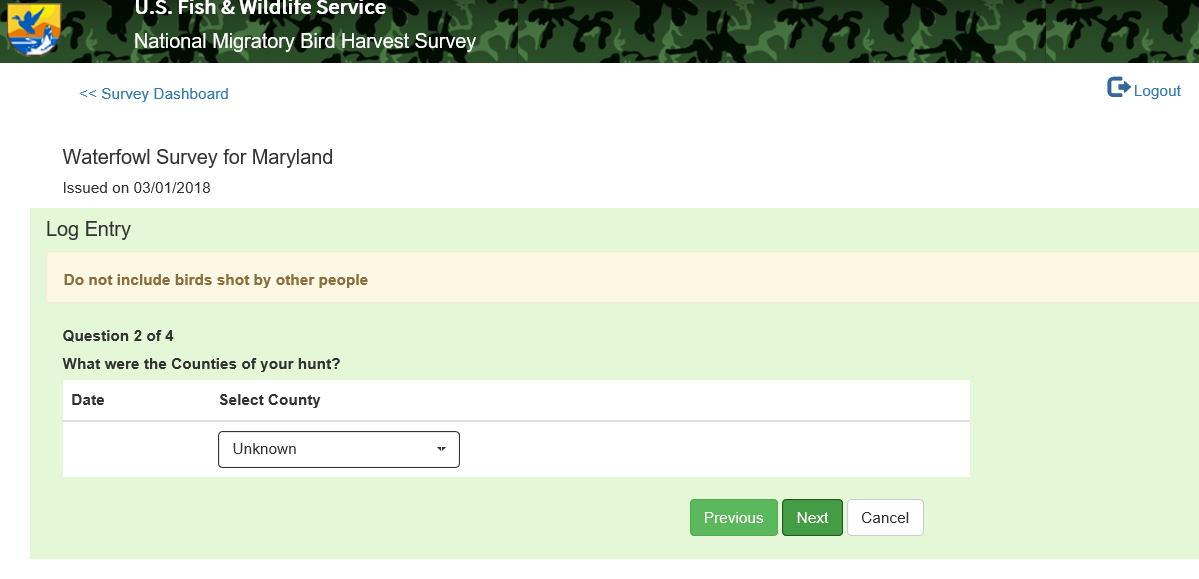 U.S. Fish & Wildlife Service
National Migratory Bird Harvest Survey
<< Survey Dashboard
Logout
Waterfowl Survey for Maryland
Issued on 03/01/2018
Log Entry
Do not include birds shot by other people
Question 2 of 4
What were the Counties of your hunt?
Date Select County
Unknown
Previous Next Cancel